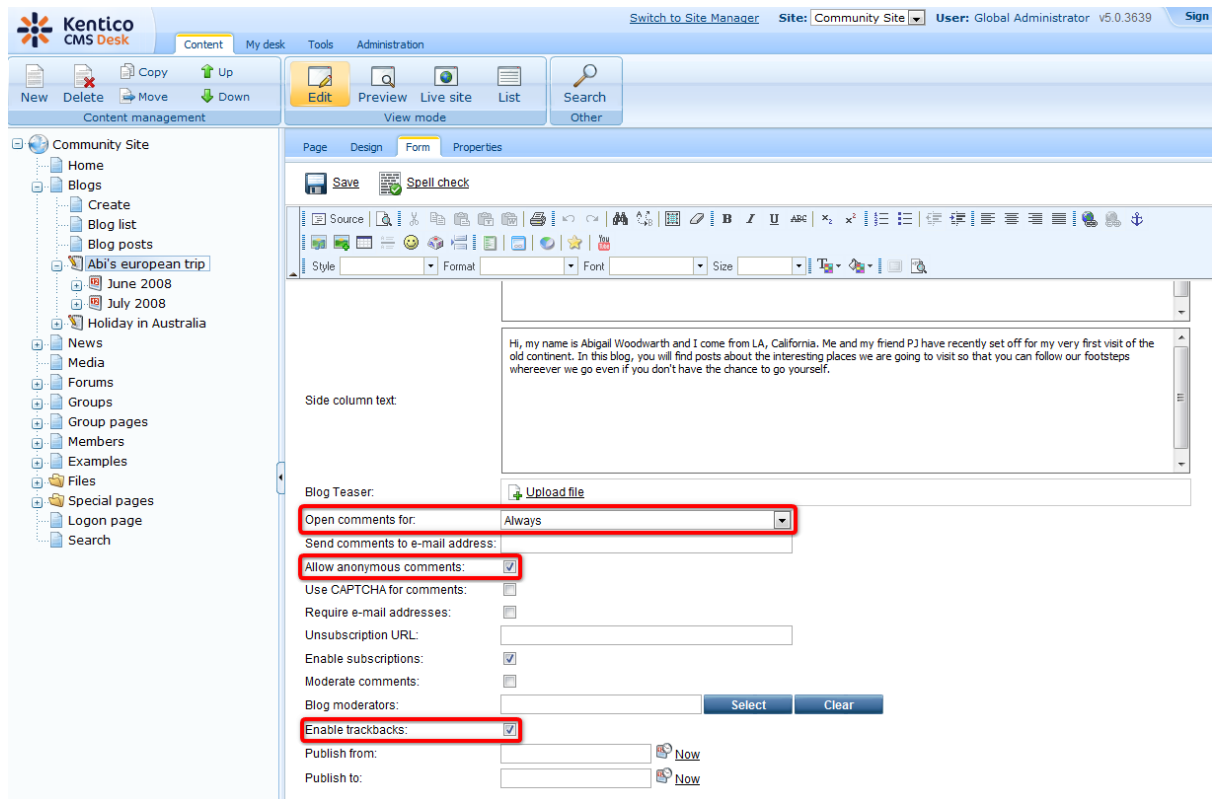 Kentico
CMS Desk
Switch to Site Manager Site: Community Site User: Global Administrator v5.0.3639 Sign
Content My desk Tools Administration
New Delete Copy Move Up Down
Content management
Edit Preview Live site List
View mode
Search
Other
Community Site
Home
Blogs
Create
Blog list
Blog posts
Abi's european trip
June 2008
July 2008
Holiday in Australia
News
Media
Forums
Groups
Group pages
Members
Examples
Files
Special pages
Logon page
Search
Page Design Form Properties
Save Spell check
Source B I U ABC x₂ x²
You
Style Format Font Size
Hi, my name is Abigail Woodwarth and I come from LA, California. Me and my friend PJ have recently set off for my very first visit of the
old continent. In this blog, you will find posts about the interesting places we are going to visit so that you can follow our footsteps
whereever we go even if you don't have the chance to go yourself.
Side column text:
Blog Teaser: Upload file
Open comments for: Always
Send comments to e-mail address:
Allow anonymous comments:
Use CAPTCHA for comments:
Require e-mail addresses:
Unsubscription URL:
Enable subscriptions:
Moderate comments:
Blog moderators: Select Clear
Enable trackbacks:
Publish from: Now
Publish to: Now